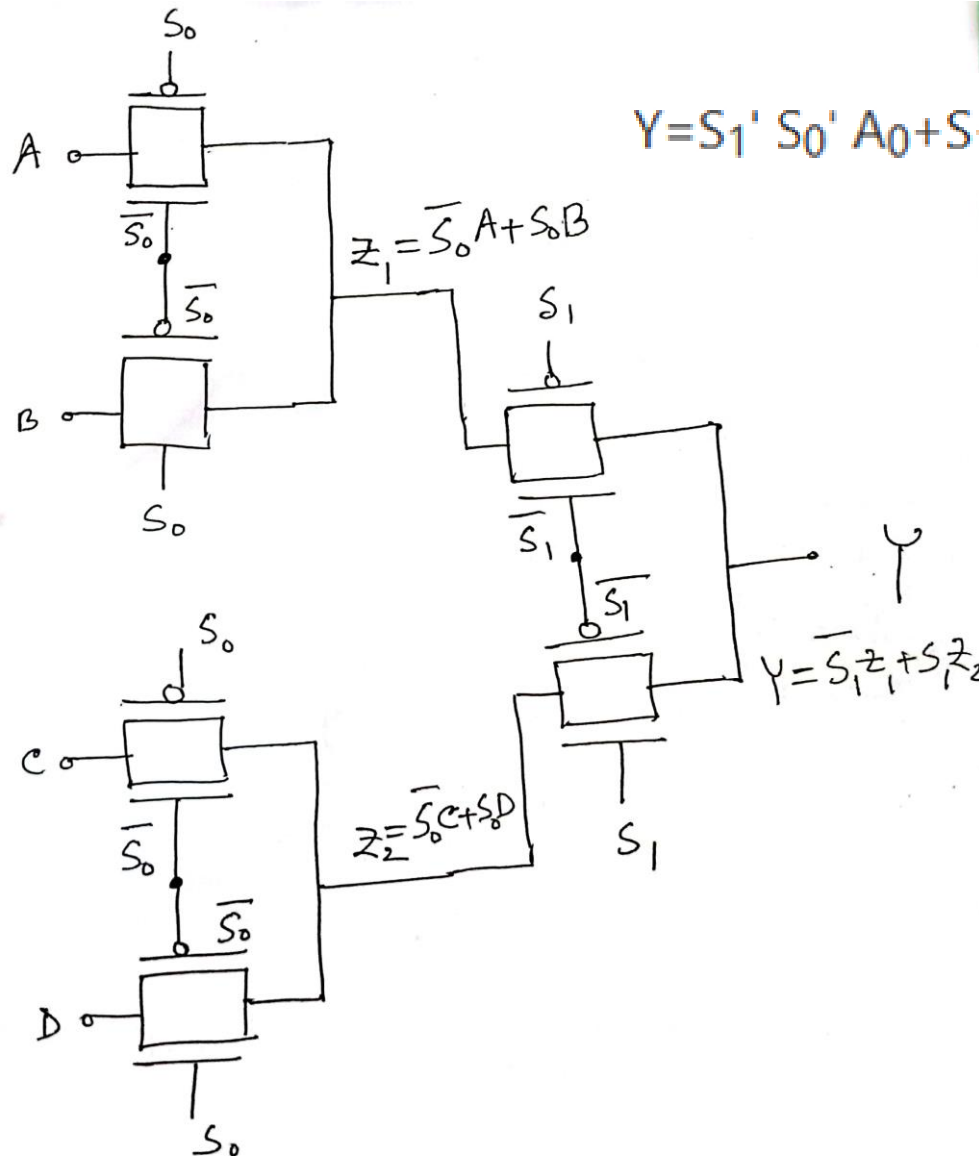 S₀
Y=S₁' S₀' A₀+S
A
S̅₀
z₁=S̅₀A+S₀B
S̅₀
B
S₁
S₀
S̅₁
Y
S̅₁
S₀
Y=S̅₁z₁+S₁z₂
C
z₂=S̅₀C+S₀D
S̅₀
S₁
S̅₀
D
S₀